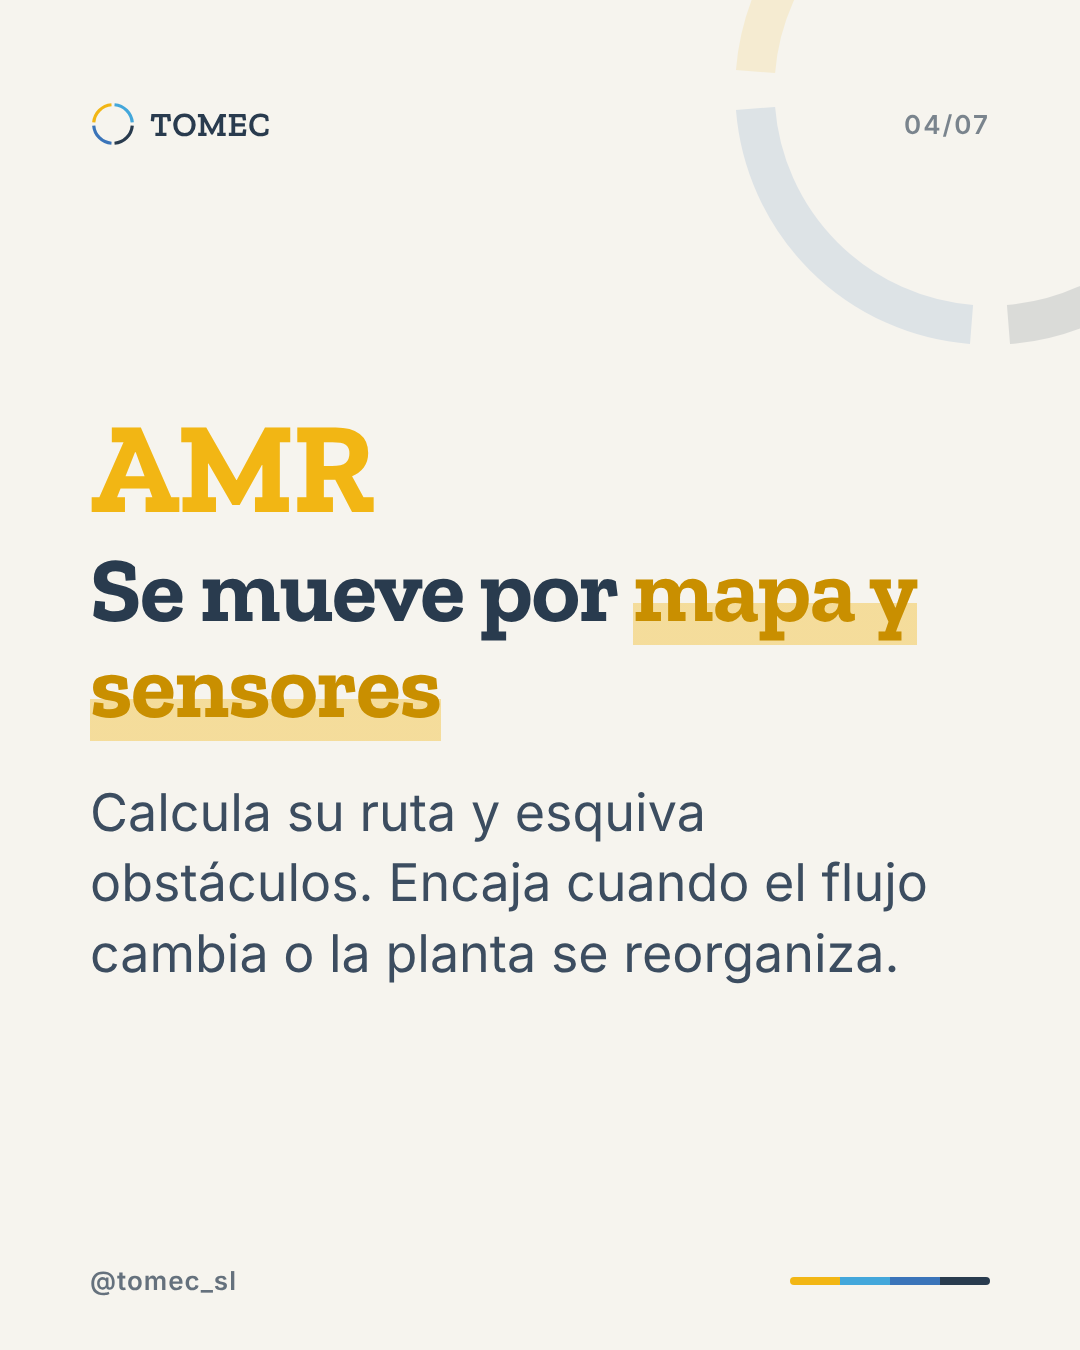 TOMEC
04/07
AMR
Se mueve por mapa y
sensores
Calcula su ruta y esquiva
obstáculos. Encaja cuando el flujo
cambia o la planta se reorganiza.
@tomec_sl